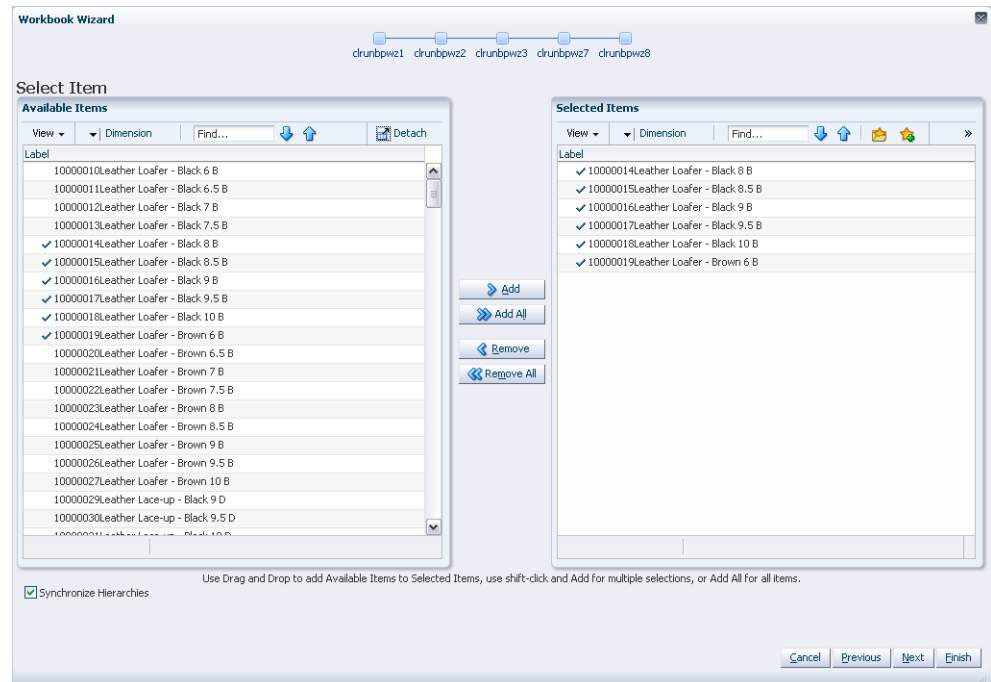 Workbook Wizard
clrunbpwz1 clrunbpwz2 clrunbpwz3 clrunbpwz7 clrunbpwz8
Select Item
Available Items
View Dimension Find... Detach
Label
10000010Leather Loafer - Black 6 B
10000011Leather Loafer - Black 6.5 B
10000012Leather Loafer - Black 7 B
10000013Leather Loafer - Black 7.5 B
10000014Leather Loafer - Black 8 B
10000015Leather Loafer - Black 8.5 B
10000016Leather Loafer - Black 9 B
10000017Leather Loafer - Black 9.5 B
10000018Leather Loafer - Black 10 B
10000019Leather Loafer - Brown 6 B
10000020Leather Loafer - Brown 6.5 B
10000021Leather Loafer - Brown 7 B
10000022Leather Loafer - Brown 7.5 B
10000023Leather Loafer - Brown 8 B
10000024Leather Loafer - Brown 8.5 B
10000025Leather Loafer - Brown 9 B
10000026Leather Loafer - Brown 9.5 B
10000027Leather Loafer - Brown 10 B
10000029Leather Lace-up - Black 9 D
10000030Leather Lace-up - Black 9.5 D
Add
Add All
Remove
Remove All
Selected Items
View Dimension Find... »
Label
10000014Leather Loafer - Black 8 B
10000015Leather Loafer - Black 8.5 B
10000016Leather Loafer - Black 9 B
10000017Leather Loafer - Black 9.5 B
10000018Leather Loafer - Black 10 B
10000019Leather Loafer - Brown 6 B
Use Drag and Drop to add Available Items to Selected Items, use shift-click and Add for multiple selections, or Add All for all items.
Synchronize Hierarchies
Cancel Previous Next Finish